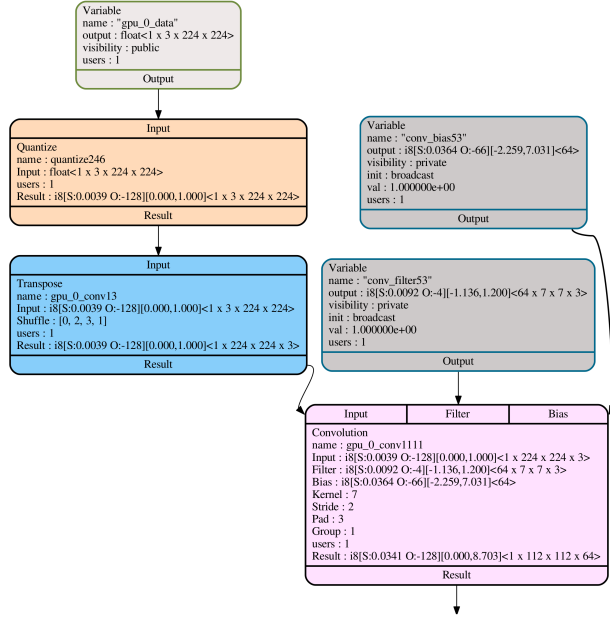 Variable
name : "gpu_0_data"
output : float<1 x 3 x 224 x 224>
visibility : public
users : 1
Output
Input
Quantize
name : quantize246
Input : float<1 x 3 x 224 x 224>
users : 1
Result : i8[S:0.0039 O:-128][0.000,1.000]<1 x 3 x 224 x 224>
Result
Variable
name : "conv_bias53"
output : i8[S:0.0364 O:-66][-2.259,7.031]<64>
visibility : private
init : broadcast
val : 1.000000e+00
users : 1
Output
Input
Transpose
name : gpu_0_conv13
Input : i8[S:0.0039 O:-128][0.000,1.000]<1 x 3 x 224 x 224>
Shuffle : [0, 2, 3, 1]
users : 1
Result : i8[S:0.0039 O:-128][0.000,1.000]<1 x 224 x 224 x 3>
Result
Variable
name : "conv_filter53"
output : i8[S:0.0092 O:-4][-1.136,1.200]<64 x 7 x 7 x 3>
visibility : private
init : broadcast
val : 1.000000e+00
users : 1
Output
Input Filter Bias
Convolution
name : gpu_0_conv1111
Input : i8[S:0.0039 O:-128][0.000,1.000]<1 x 224 x 224 x 3>
Filter : i8[S:0.0092 O:-4][-1.136,1.200]<64 x 7 x 7 x 3>
Bias : i8[S:0.0364 O:-66][-2.259,7.031]<64>
Kernel : 7
Stride : 2
Pad : 3
Group : 1
users : 1
Result : i8[S:0.0341 O:-128][0.000,8.703]<1 x 112 x 112 x 64>
Result